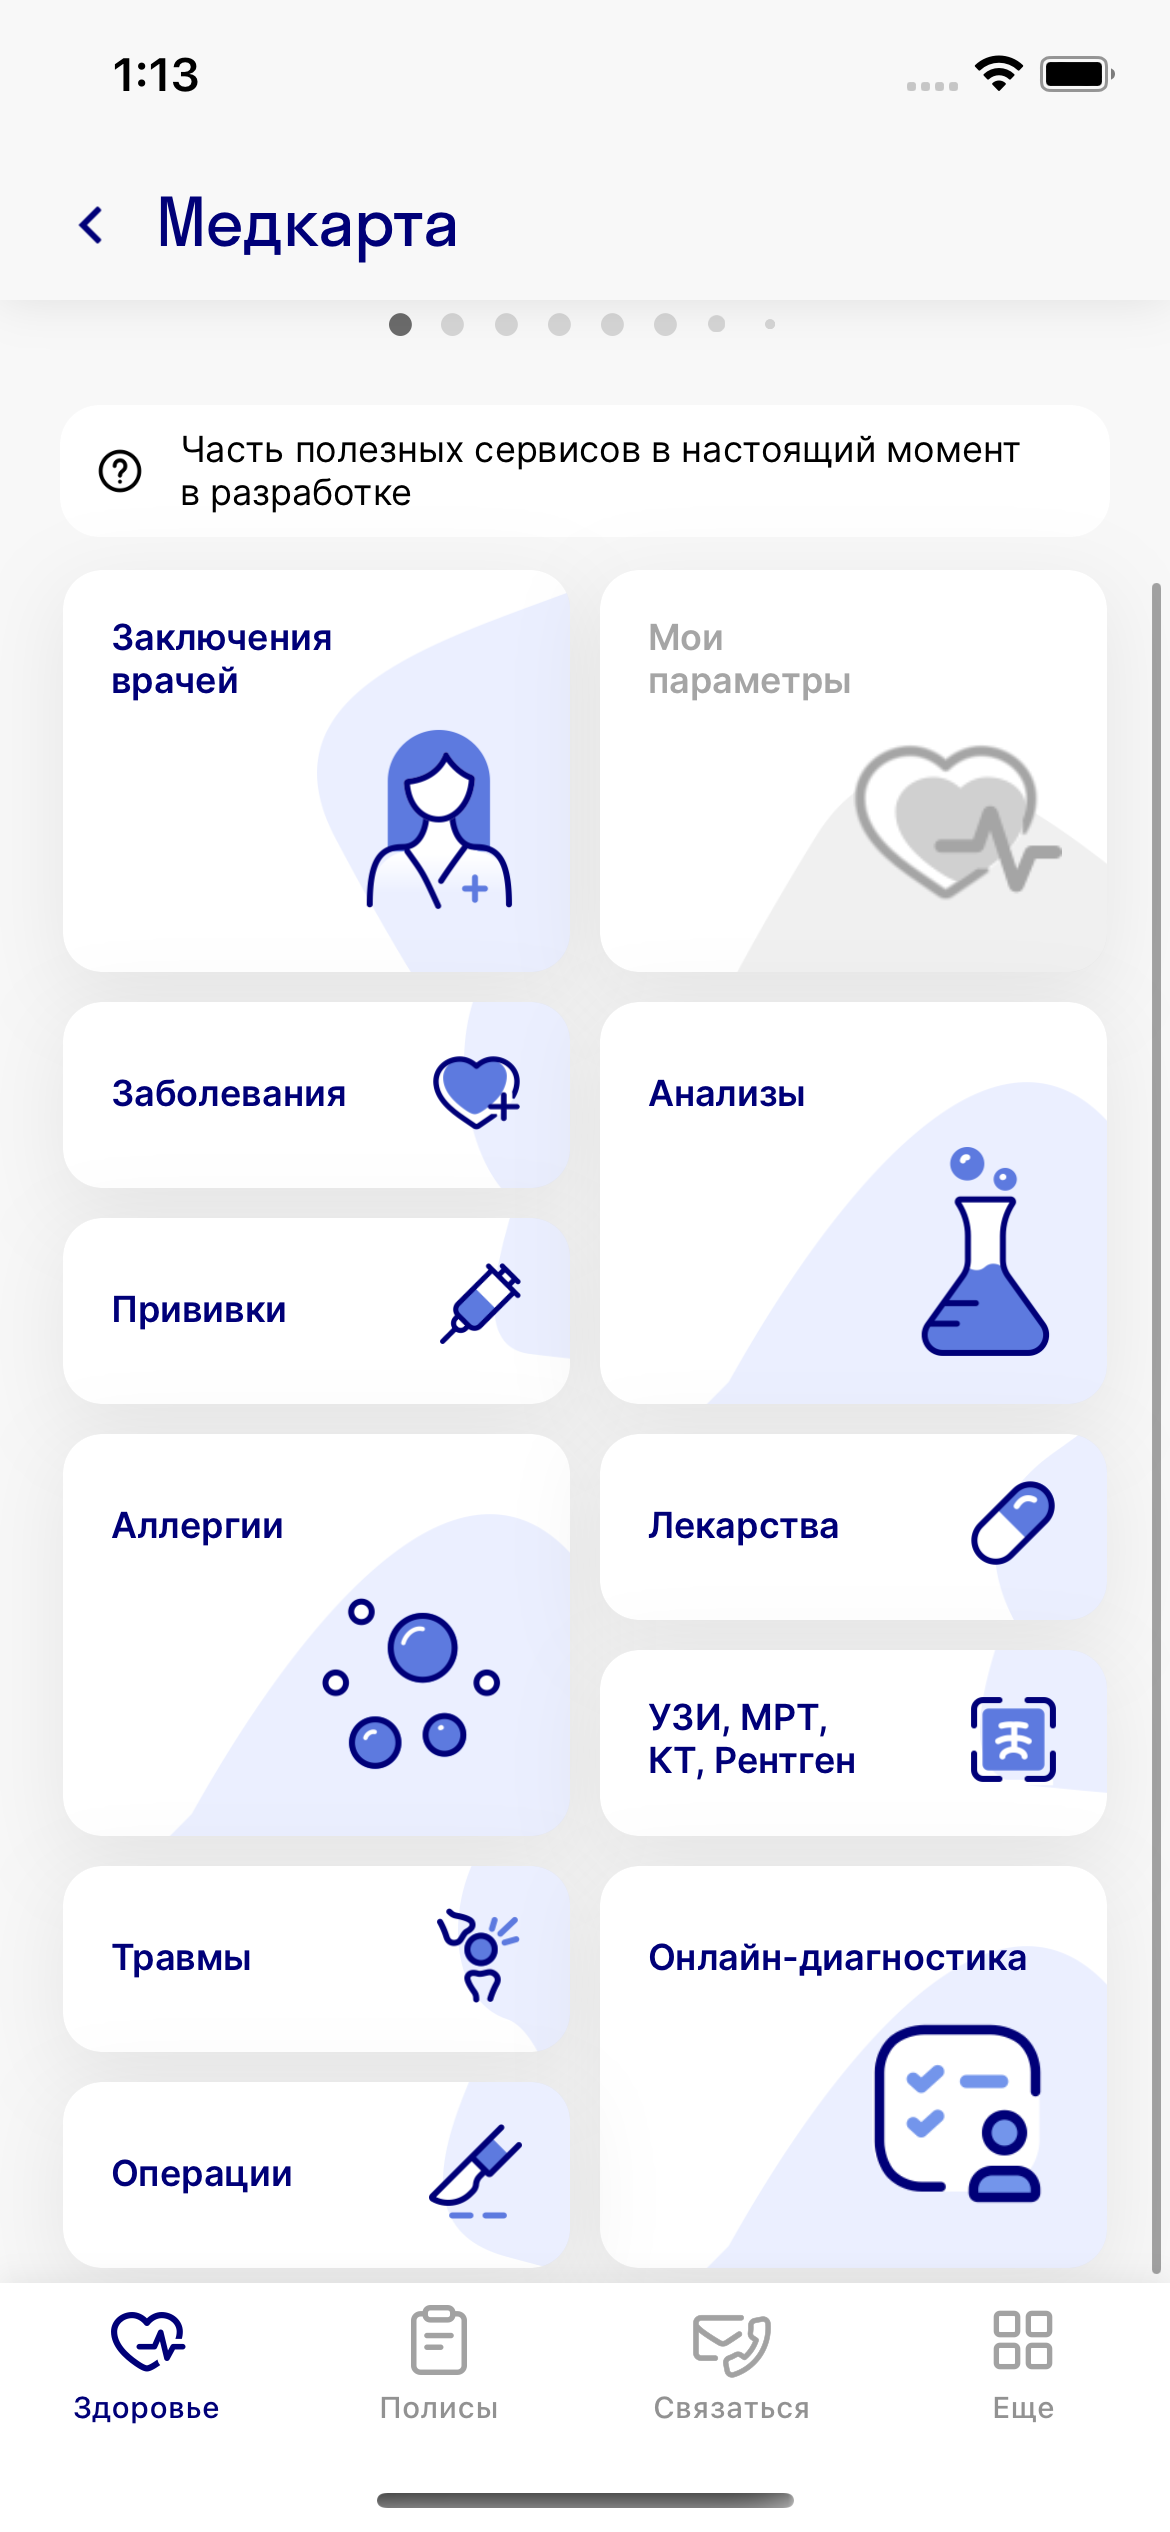 1:13
Медкарта
Часть полезных сервисов в настоящий момент
в разработке
Заключения
врачей
Мои
параметры
Заболевания
Анализы
Прививки
Аллергии
Лекарства
УЗИ, МРТ,
КТ, Рентген
Травмы
Онлайн-диагностика
Операции
Здоровье
Полисы
Связаться
Еще